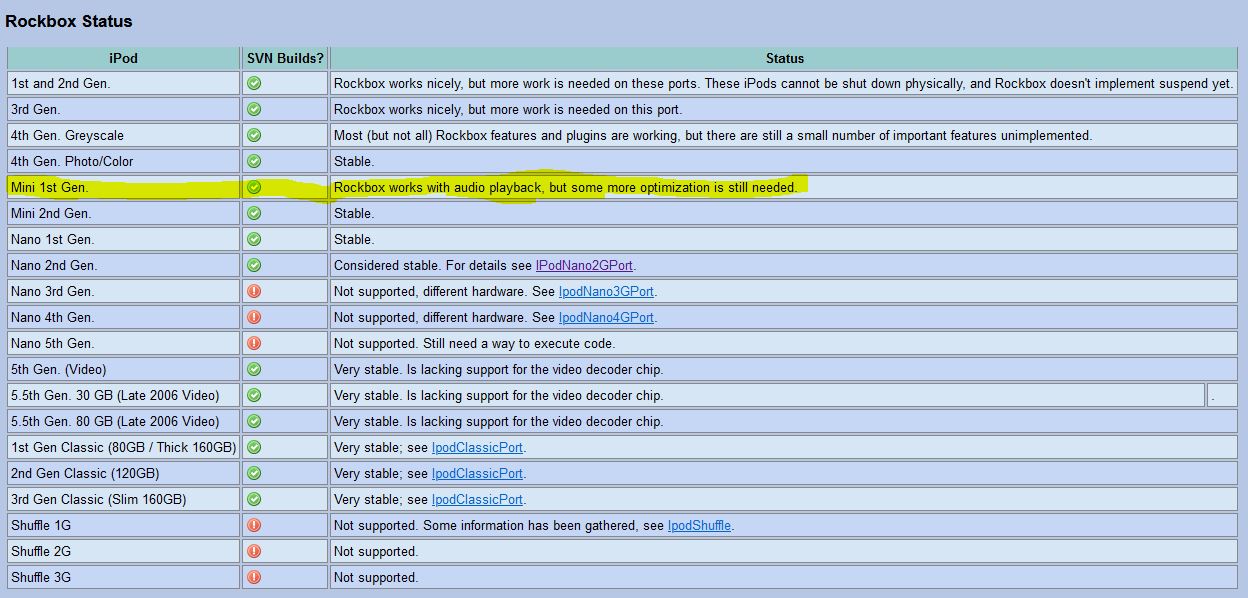 Rockbox Status
iPod SVN Builds? Status
1st and 2nd Gen. Rockbox works nicely, but more work is needed on these ports. These iPods cannot be shut down physically, and Rockbox doesn't implement suspend yet.
3rd Gen. Rockbox works nicely, but more work is needed on this port.
4th Gen. Greyscale Most (but not all) Rockbox features and plugins are working, but there are still a small number of important features unimplemented.
4th Gen. Photo/Color Stable.
Mini 1st Gen. Rockbox works with audio playback, but some more optimization is still needed.
Mini 2nd Gen. Stable.
Nano 1st Gen. Stable.
Nano 2nd Gen. Considered stable. For details see IPodNano2GPort.
Nano 3rd Gen. Not supported, different hardware. See IpodNano3GPort.
Nano 4th Gen. Not supported, different hardware. See IpodNano4GPort.
Nano 5th Gen. Not supported. Still need a way to execute code.
5th Gen. (Video) Very stable. Is lacking support for the video decoder chip.
5.5th Gen. 30 GB (Late 2006 Video) Very stable. Is lacking support for the video decoder chip. .
5.5th Gen. 80 GB (Late 2006 Video) Very stable. Is lacking support for the video decoder chip.
1st Gen Classic (80GB / Thick 160GB) Very stable; see IpodClassicPort.
2nd Gen Classic (120GB) Very stable; see IpodClassicPort.
3rd Gen Classic (Slim 160GB) Very stable; see IpodClassicPort.
Shuffle 1G Not supported. Some information has been gathered, see IpodShuffle.
Shuffle 2G Not supported.
Shuffle 3G Not supported.